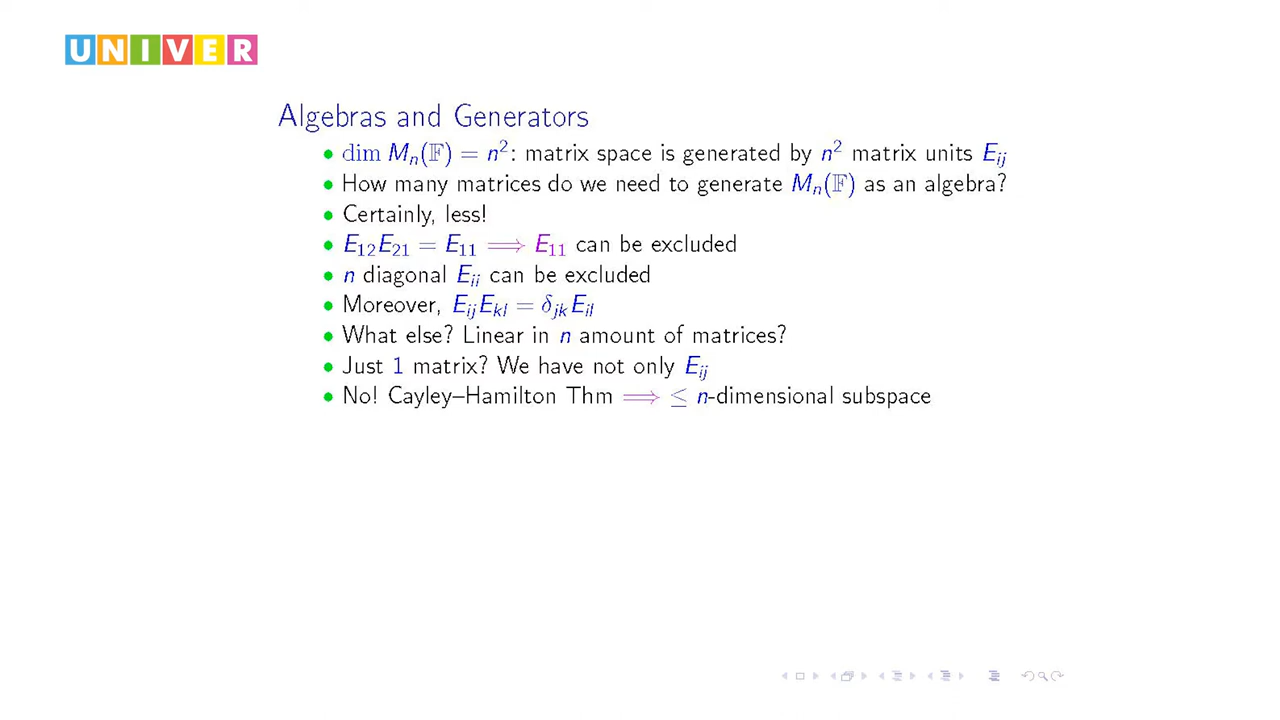 UNIVER
Algebras and Generators
• dim Mₙ(𝔽) = n²: matrix space is generated by n² matrix units Eᵢⱼ
• How many matrices do we need to generate Mₙ(𝔽) as an algebra?
• Certainly, less!
• E₁₂E₂₁ = E₁₁ ⟹ E₁₁ can be excluded
• n diagonal Eᵢᵢ can be excluded
• Moreover, EᵢⱼEₖₗ = δⱼₖEᵢₗ
• What else? Linear in n amount of matrices?
• Just 1 matrix? We have not only Eᵢⱼ
• No! Cayley–Hamilton Thm ⟹ ≤ n-dimensional subspace